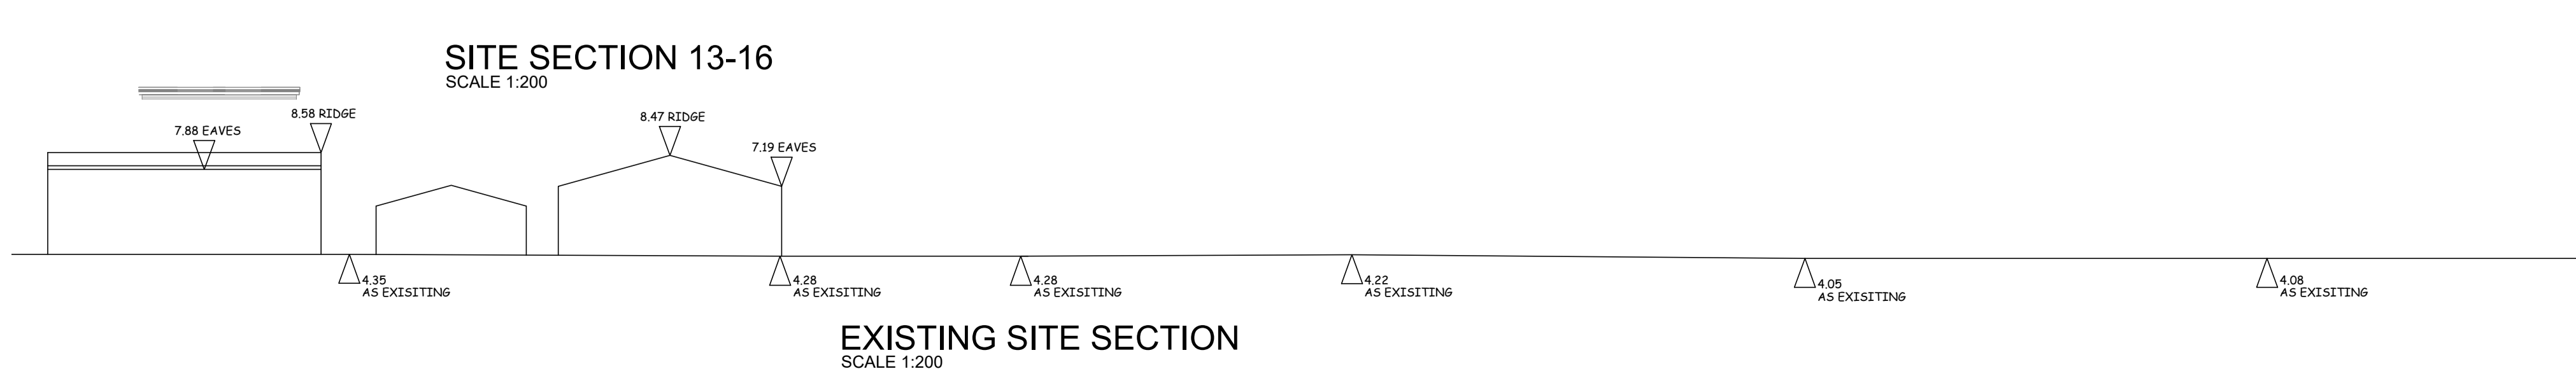 SITE SECTION 13-16
SCALE 1:200
8.58 RIDGE
7.88 EAVES
8.47 RIDGE
7.19 EAVES
4.35
AS EXISITING
4.28
AS EXISITING
4.28
AS EXISITING
4.22
AS EXISITING
4.05
AS EXISITING
4.08
AS EXISITING
EXISTING SITE SECTION
SCALE 1:200